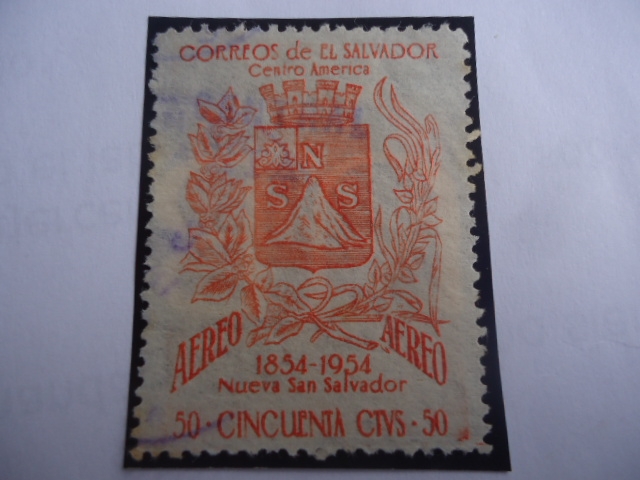 CORREOS de EL SALVADOR
Centro America
N
S S
AEREO AEREO
1854-1954
Nueva San Salvador
50 · CINCUENTA CTVS · 50